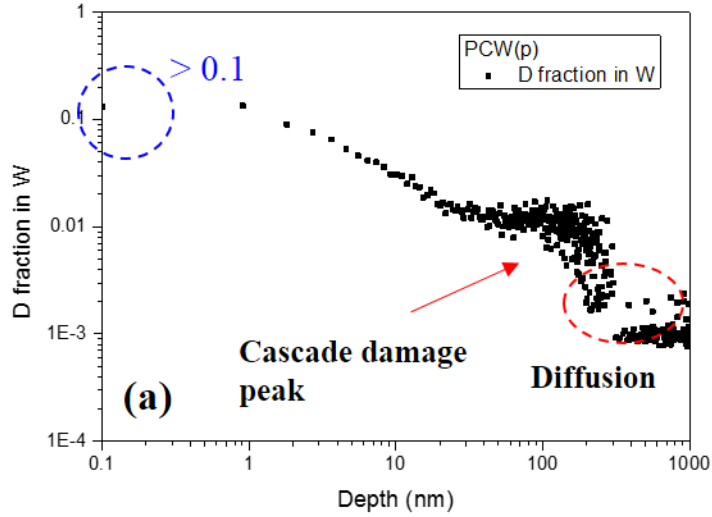 1
0.1
0.01
1E-3
1E-4
D fraction in W
> 0.1
PCW(p)
D fraction in W
Cascade damage
peak
Diffusion
(a)
0.1
1
10
100
1000
Depth (nm)